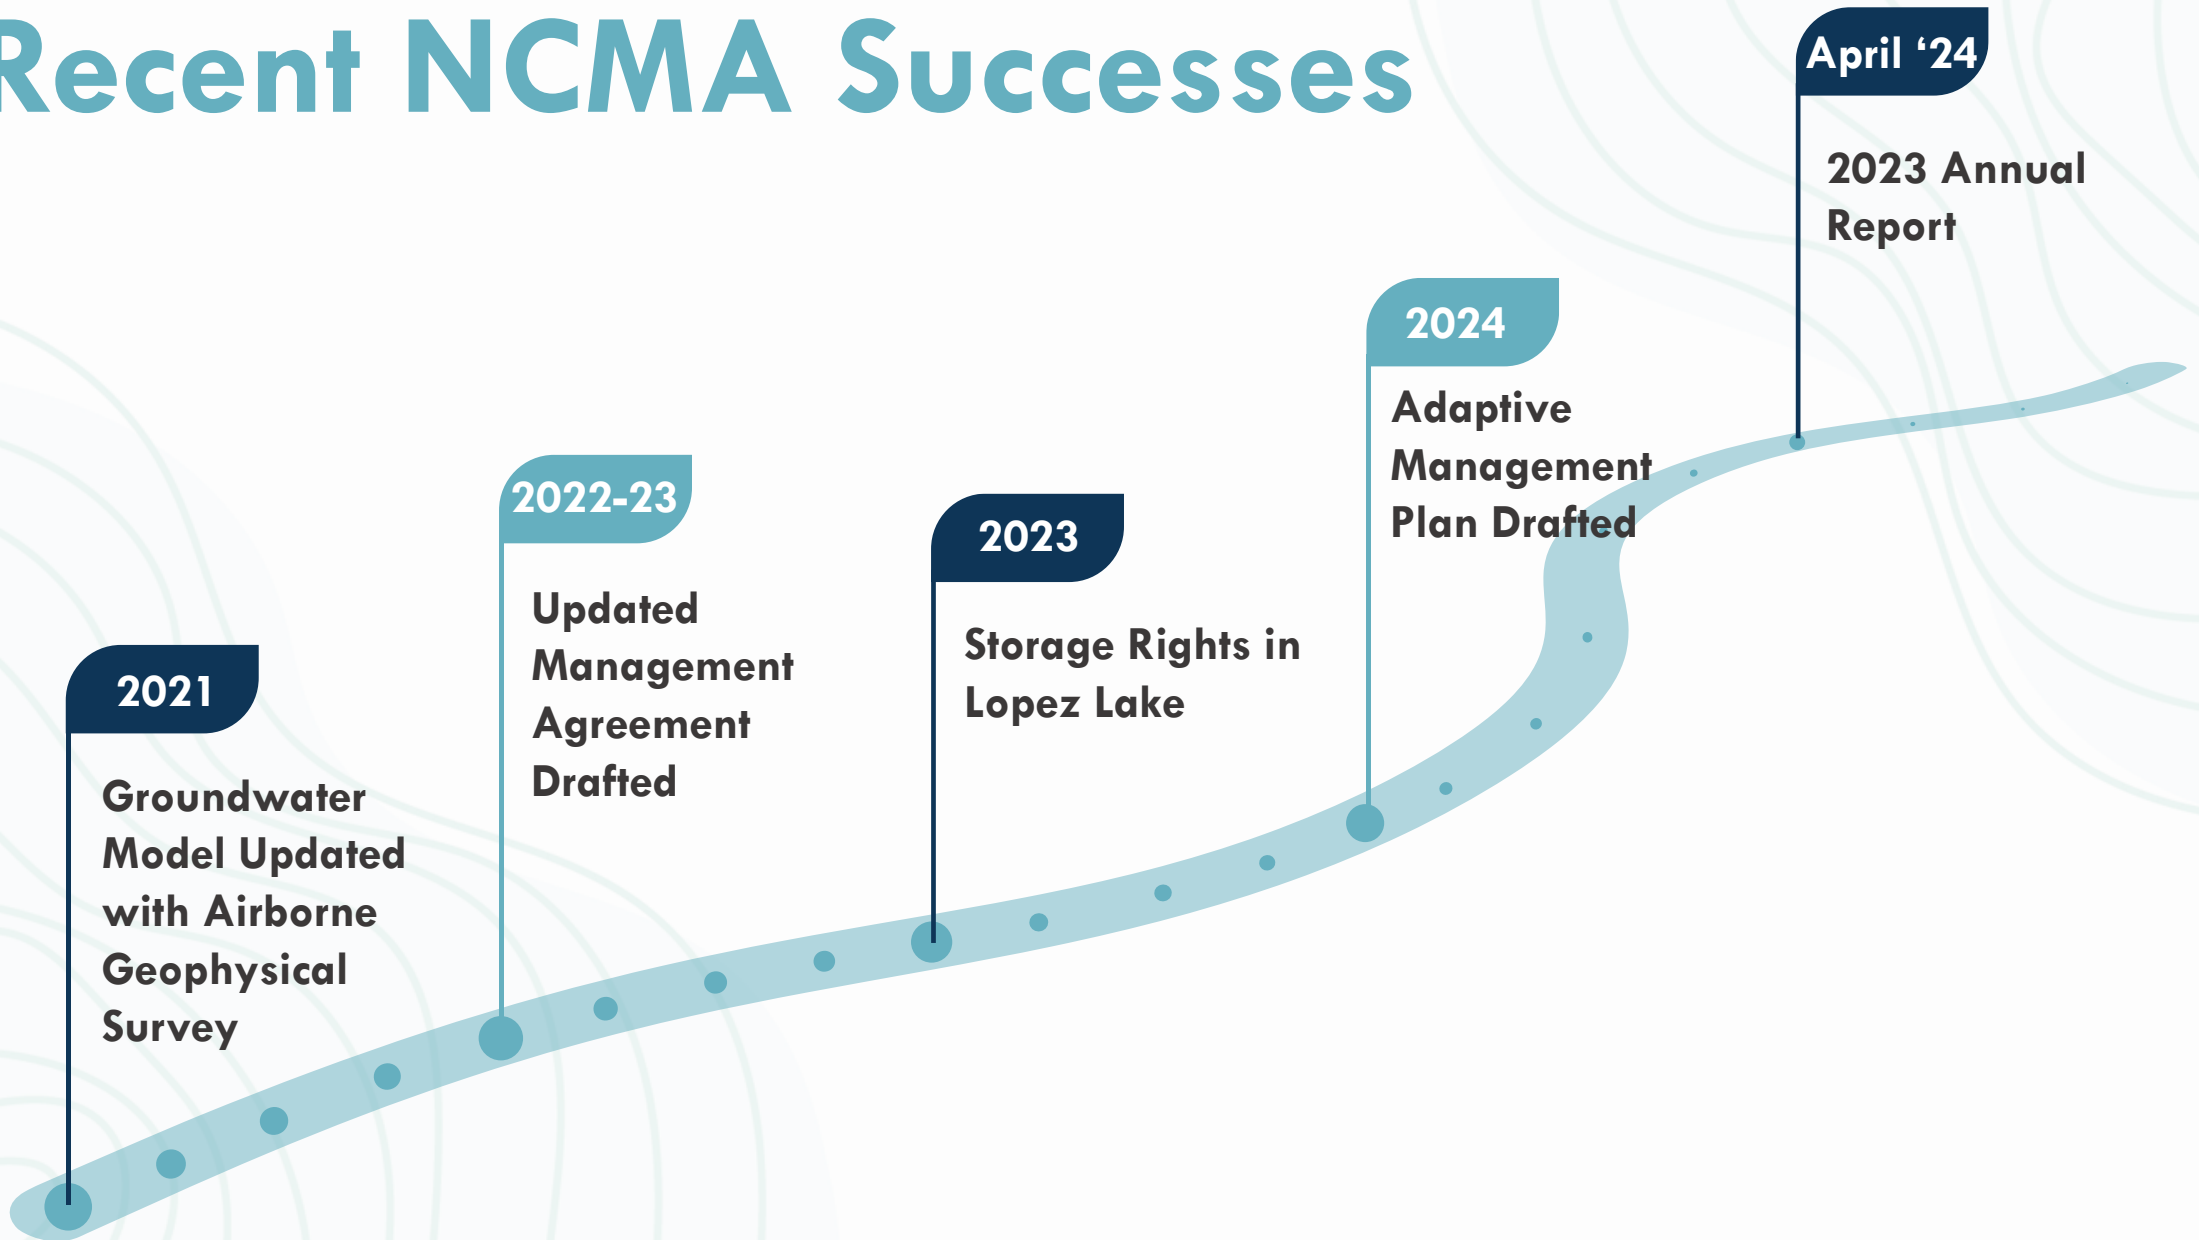 Recent NCMA Successes
2021
Groundwater
Model Updated
with Airborne
Geophysical
Survey
2022-23
Updated
Management
Agreement
Drafted
2023
Storage Rights in
Lopez Lake
2024
Adaptive
Management
Plan Drafted
April ‘24
2023 Annual
Report